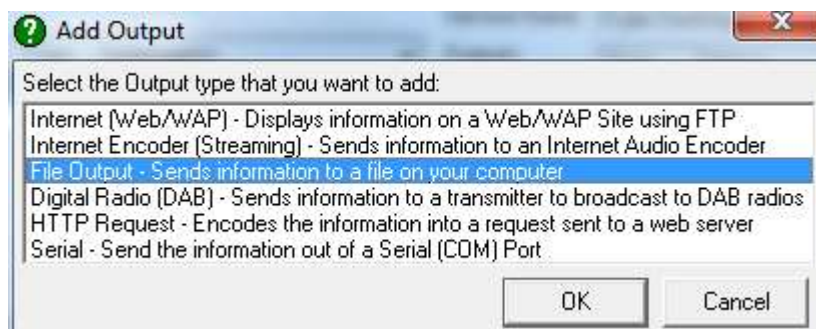 Add Output
Select the Output type that you want to add:
Internet (Web/WAP) - Displays information on a Web/WAP Site using FTP
Internet Encoder (Streaming) - Sends information to an Internet Audio Encoder
File Output - Sends information to a file on your computer
Digital Radio (DAB) - Sends information to a transmitter to broadcast to DAB radios
HTTP Request - Encodes the information into a request sent to a web server
Serial - Send the information out of a Serial (COM) Port
OK
Cancel